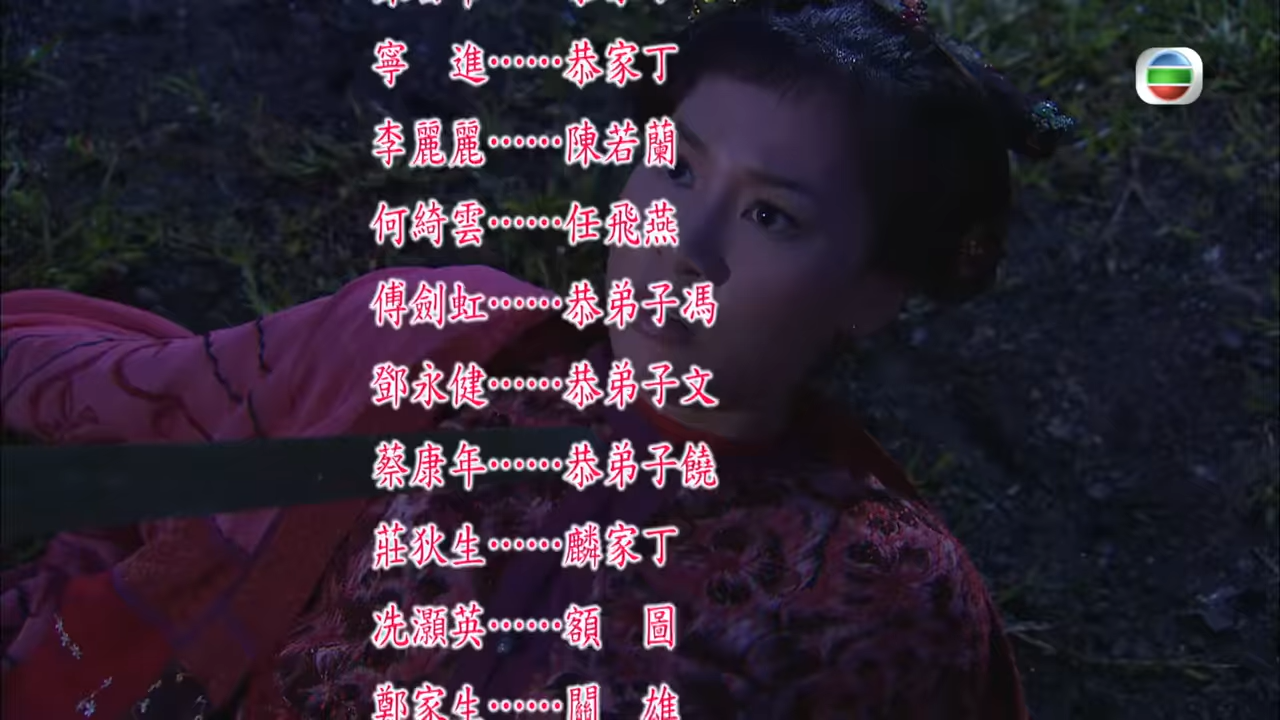 寧　進……恭家丁
李麗麗……陳若蘭
何綺雲……任飛燕
傅劍虹……恭弟子馮
鄧永健……恭弟子文
蔡康年……恭弟子饒
莊狄生……麟家丁
冼灝英……額　圖
鄭家生……關　雄